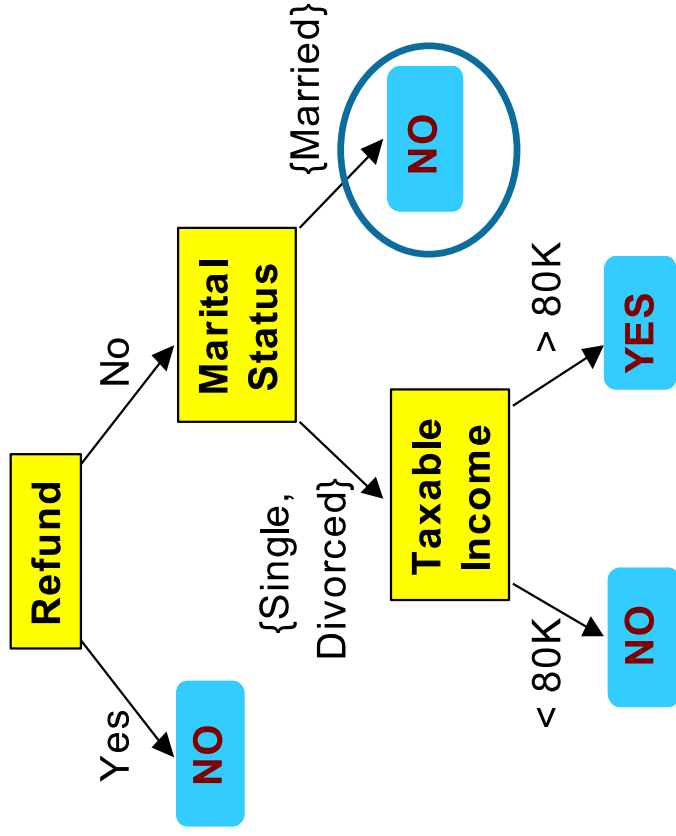 Refund
Yes
No
NO
Marital
Status
{Single,
Divorced}
{Married}
Taxable
Income
NO
< 80K
> 80K
NO
YES